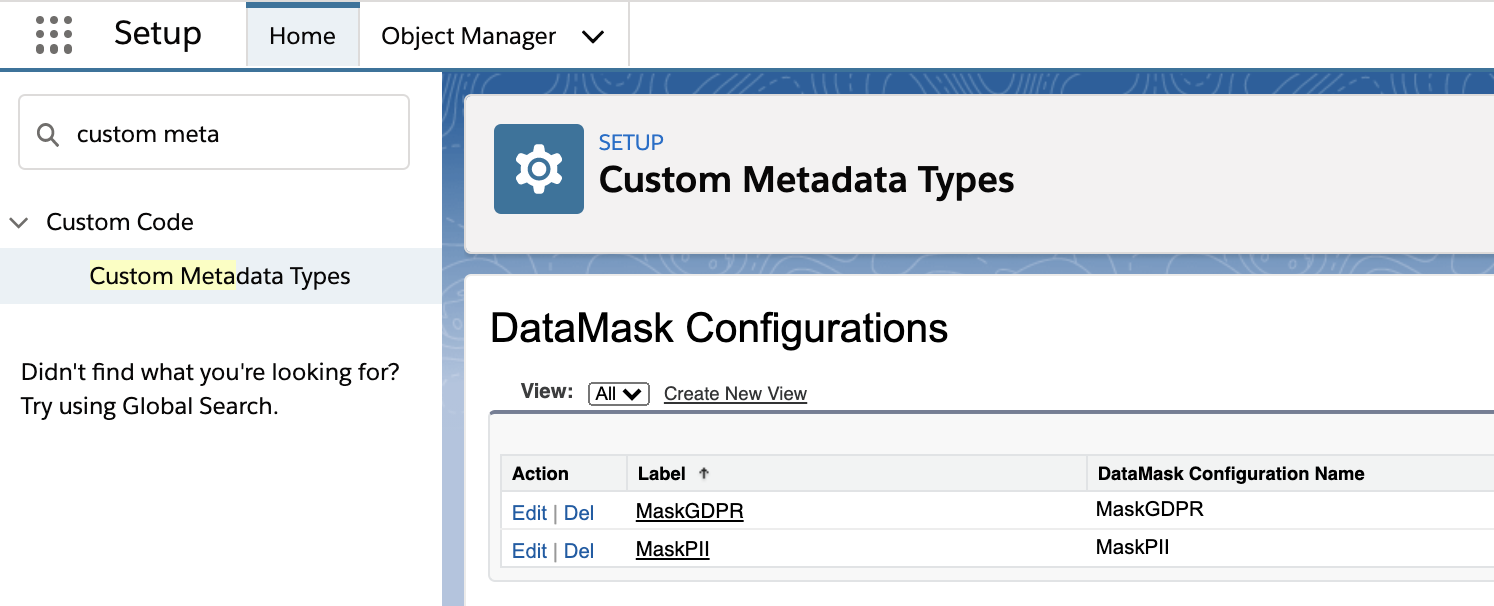 Setup
Home
Object Manager
custom meta
Custom Code
Custom Metadata Types
Didn't find what you're looking for?
Try using Global Search.
SETUP
Custom Metadata Types
DataMask Configurations
View: All Create New View
Action Label ↑ DataMask Configuration Name
Edit | Del MaskGDPR MaskGDPR
Edit | Del MaskPII MaskPII